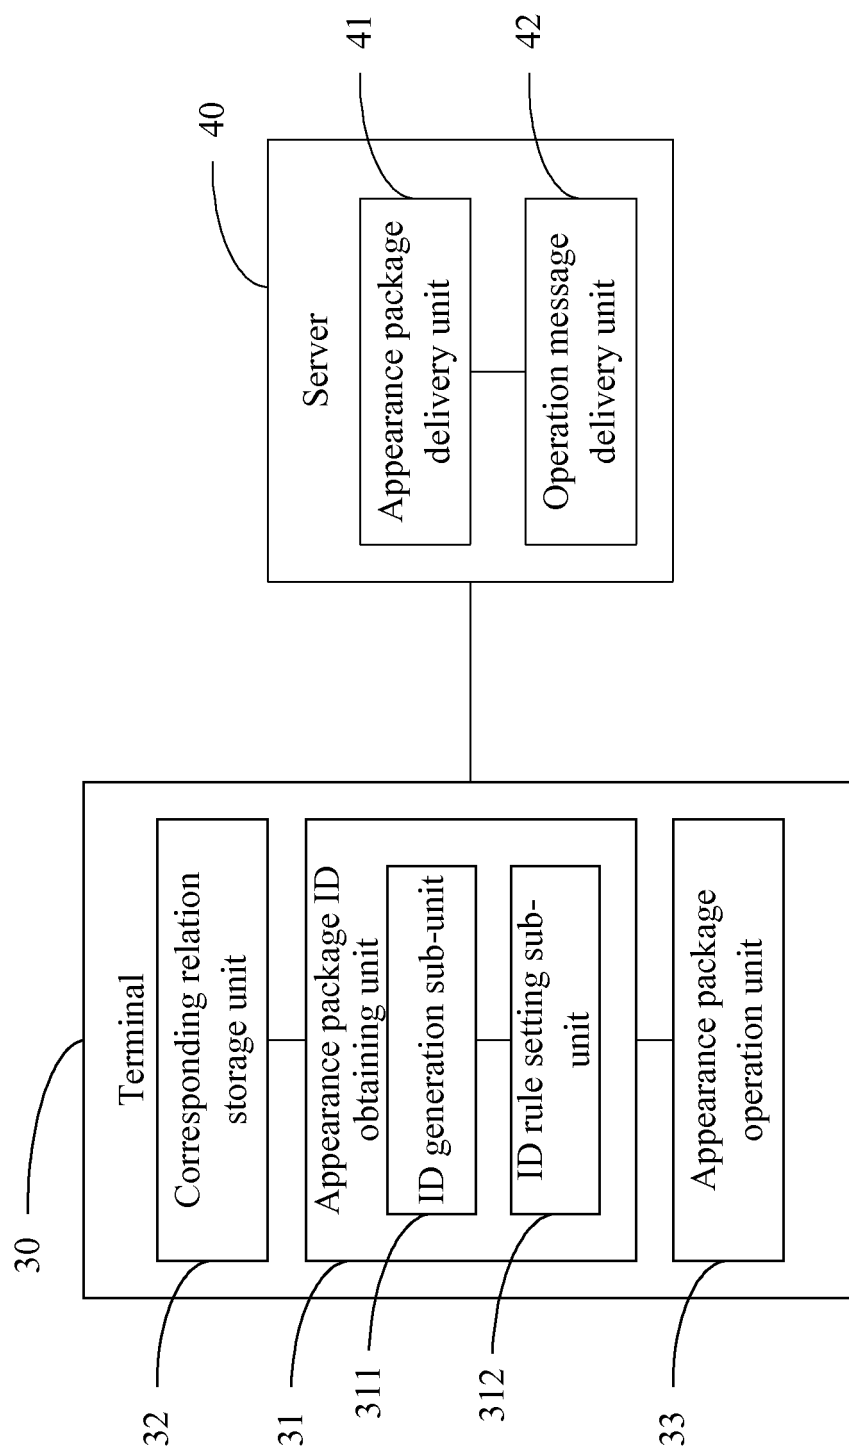 30
Terminal
32
Corresponding relation
storage unit
31
Appearance package ID
obtaining unit
311
ID generation sub-unit
312
ID rule setting sub-
unit
33
Appearance package
operation unit
40
Server
41
Appearance package
delivery unit
42
Operation message
delivery unit